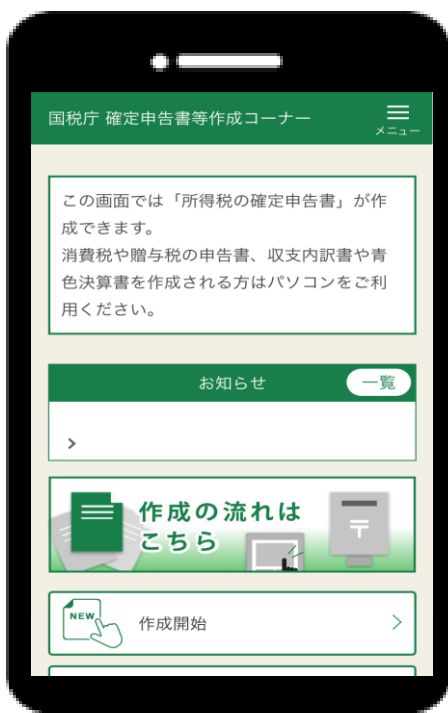 国税庁 確定申告書等作成コーナー
メニュー
この画面では「所得税の確定申告書」が作
成できます。
消費税や贈与税の申告書、収支内訳書や青
色決算書を作成される方はパソコンをご利
用ください。
お知らせ
一覧
作成の流れは
こちら
〒
NEW
作成開始